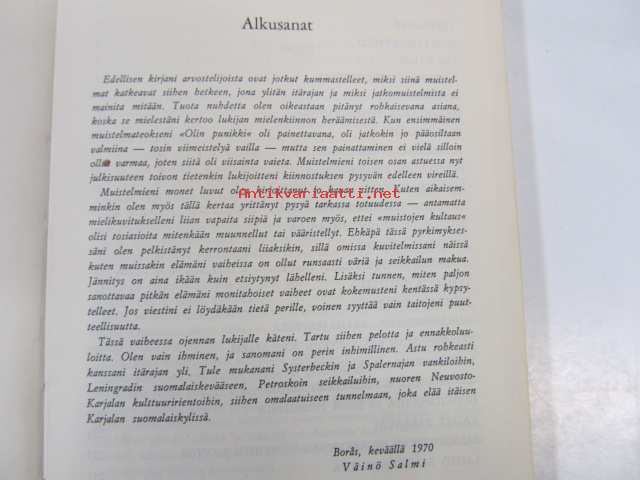 Alkusanat
Edellisen kirjani arvostelijoista ovat jotkut kummastelleet, miksi siinä muistel-
mat katkeavat siihen hetkeen, jona ylitän itärajan ja miksi jatkomuistelmista ei
mainita mitään. Tuota nuhdetta olen oikeastaan pitänyt rohkaisevana asiana,
koska se mielestäni kertoo lukijan mielenkiinnon heräämisestä. Kun ensimmäinen
muistelmateokseni «Olin punikki« oli painettavana, oli jatkokin jo pääosiltaan
valmiina — tosin viimeistelyä vailla — mutta sen painattaminen ei vielä silloin
ollut varmaa, joten siitä oli viisainta vaieta. Muistelmieni toisen osan astuessa nyt
julkisuuteen toivon tietenkin lukijoitteni kiinnostuksen pysyvän edelleen vireillä.
Muistelmieni monet luvut olen kirjoittanut jo kauan sitten. Kuten aikaisem-
Antikvariaatti.net
minkin olen myös tällä kertaa yrittänyt pysyä tarkassa totuudessa — antamatta
mielikuvitukselleni liian vapaita siipiä ja varoen myös, ettei «muistojen kultaus«
olisi tosiasioita mitenkään muunnellut tai vääristellyt. Ehkäpä tässä pyrkimykses-
säni olen pelkistänyt kerrontaani liiaksikin, sillä omissa kuvitelmissani näissä
kuten muissakin elämäni vaiheissa on ollut runsaasti väriä ja seikkailun makua.
Jännitys on aina ikään kuin etsiytynyt lähelleni. Lisäksi tunnen, miten paljon
sanottavaa pitkän elämäni monitahoiset vaiheet ovat kokemusteni kentässä kypsy-
telleet. Jos viestini ei löydäkään tietä perille, voinen syyttää vain taitojeni puut-
teellisuutta.
Tässä vaiheessa ojennan lukijalle käteni. Tartu siihen pelotta ja ennakkoluu-
loitta. Olen vain ihminen, ja sanomani on perin inhimillinen. Astu rohkeasti
kanssani itärajan yli, Tule mukanani Systerbeckin ja Spalernajan vankiloihin,
Leningradin suomalaiskevääseen, Petroskoin seikkailuihin, nuoren Neuvosto-
Karjalan kulttuuririentoihin, siihen omalaatuiseen tunnelmaan, joka elää itäisen
Karjalan suomalaiskylissä.
Borås, keväällä 1970
Väinö Salmi